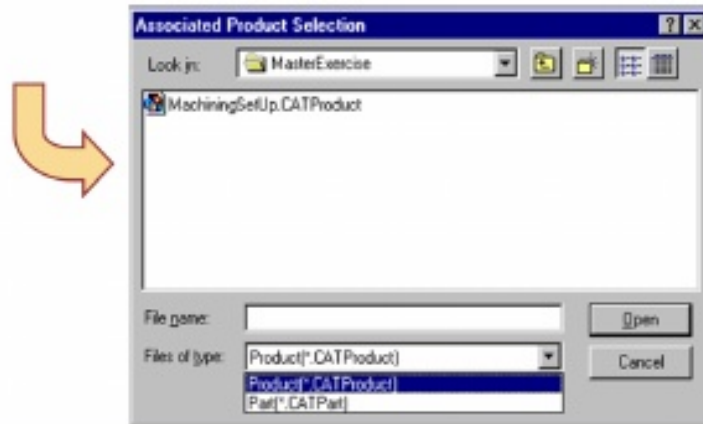 Associated Product Selection
Look in: MasterExercise
MachiningSetUp.CATProduct
File name: Open
Files of type: Product(*.CATProduct) Cancel
Product(*.CATProduct)
Part(*.CATPart)